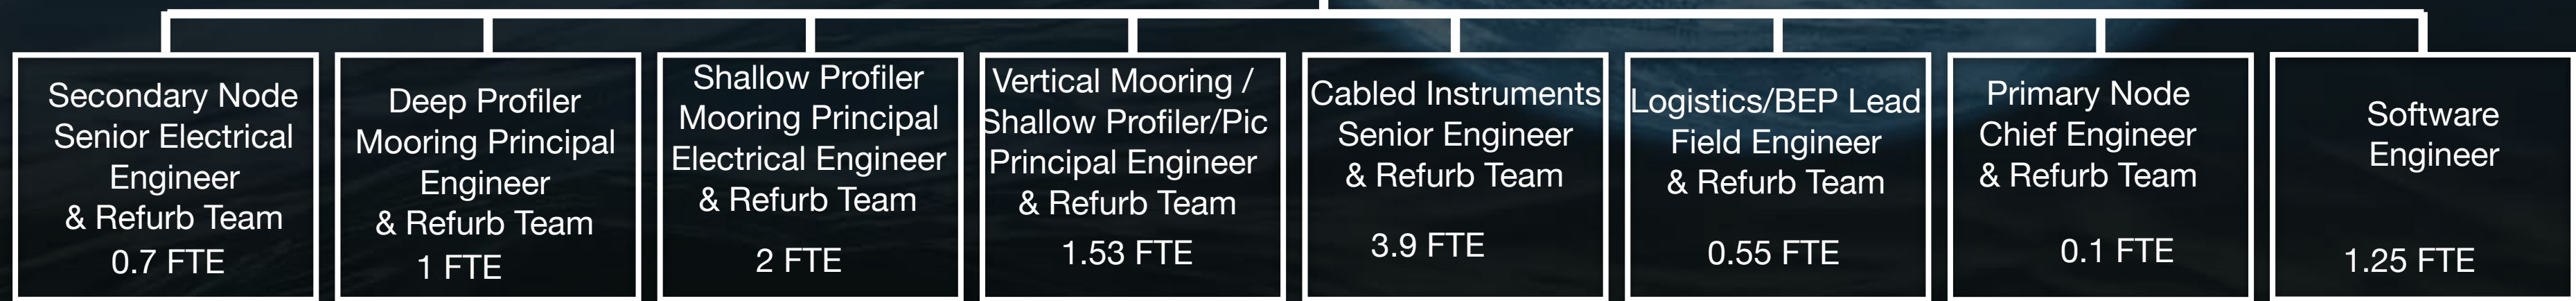 Secondary Node
Senior Electrical
Engineer
& Refurb Team
0.7 FTE
Deep Profiler
Mooring Principal
Engineer
& Refurb Team
1 FTE
Shallow Profiler
Mooring Principal
Electrical Engineer
& Refurb Team
2 FTE
Vertical Mooring /
Shallow Profiler/Pic
Principal Engineer
& Refurb Team
1.53 FTE
Cabled Instruments
Senior Engineer
& Refurb Team
3.9 FTE
Logistics/BEP Lead
Field Engineer
& Refurb Team
0.55 FTE
Primary Node
Chief Engineer
& Refurb Team
0.1 FTE
Software
Engineer
1.25 FTE